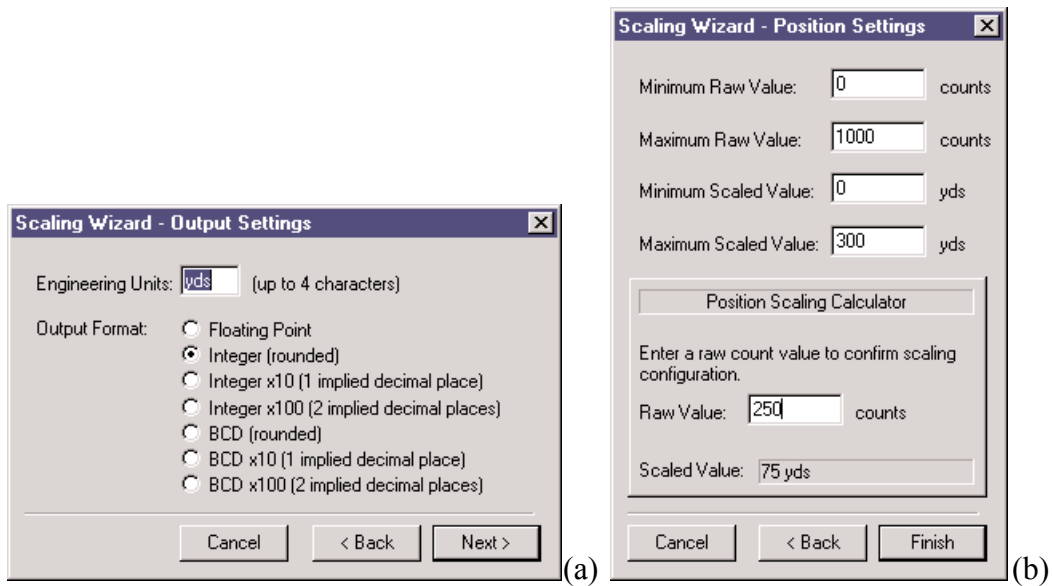 Scaling Wizard - Output Settings
Engineering Units: yds (up to 4 characters)
Output Format:
Floating Point
Integer (rounded)
Integer x10 (1 implied decimal place)
Integer x100 (2 implied decimal places)
BCD (rounded)
BCD x10 (1 implied decimal place)
BCD x100 (2 implied decimal places)
Cancel < Back Next >
(a)
Scaling Wizard - Position Settings
Minimum Raw Value: 0 counts
Maximum Raw Value: 1000 counts
Minimum Scaled Value: 0 yds
Maximum Scaled Value: 300 yds
Position Scaling Calculator
Enter a raw count value to confirm scaling
configuration.
Raw Value: 250 counts
Scaled Value: 75 yds
Cancel < Back Finish
(b)